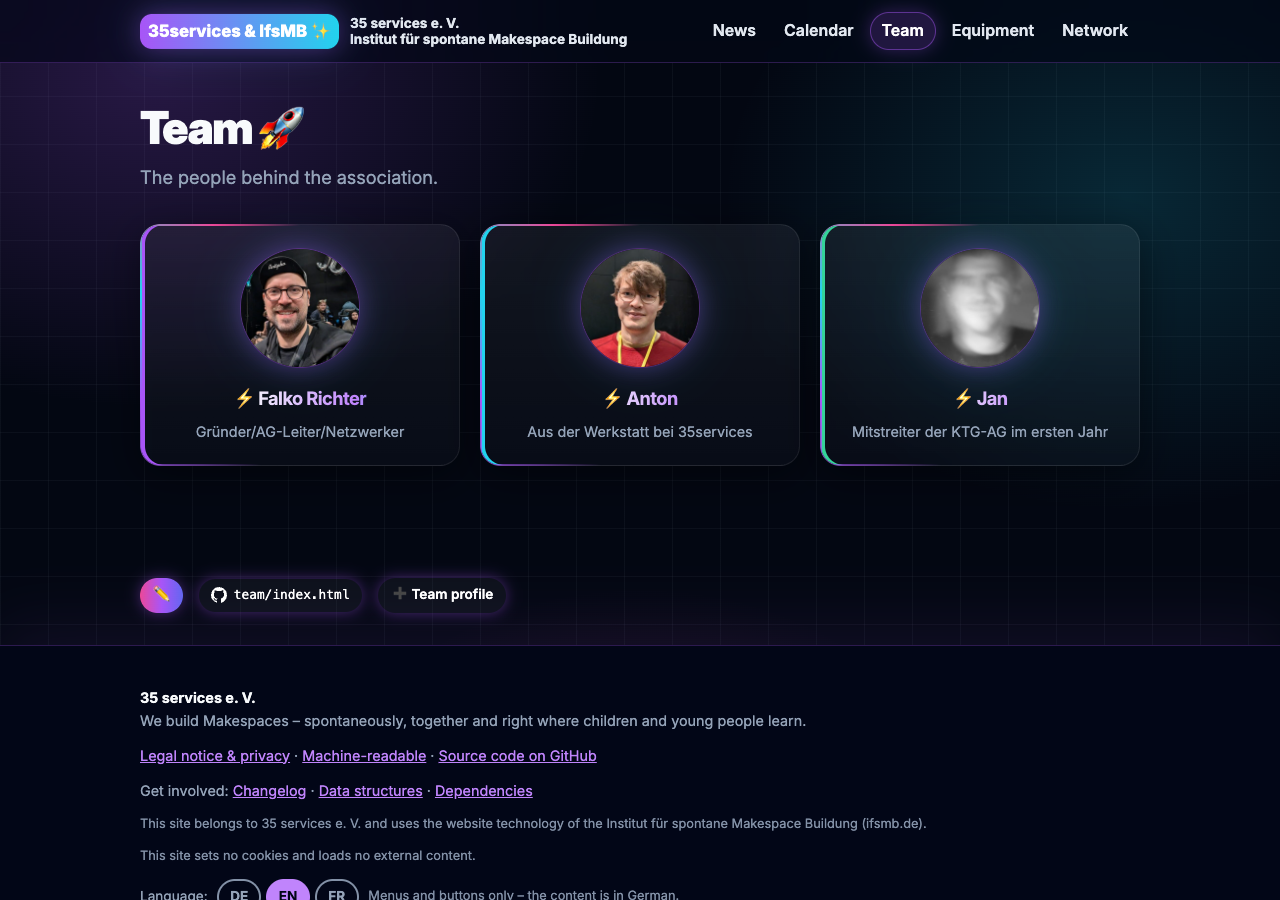 35services & IfsMB ✨
35 services e. V.
Institut für spontane Makespace Buildung
News
Calendar
Team
Equipment
Network
Team 🚀
The people behind the association.
⚡ Falko Richter
Gründer/AG-Leiter/Netzwerker
⚡ Anton
Aus der Werkstatt bei 35services
⚡ Jan
Mitstreiter der KTG-AG im ersten Jahr
✏️
team/index.html
➕ Team profile
35 services e. V.
We build Makespaces – spontaneously, together and right where children and young people learn.
Legal notice & privacy · Machine-readable · Source code on GitHub
Get involved: Changelog · Data structures · Dependencies
This site belongs to 35 services e. V. and uses the website technology of the Institut für spontane Makespace Buildung (ifsmb.de).
This site sets no cookies and loads no external content.
Language: DE EN FR Menus and buttons only – the content is in German.